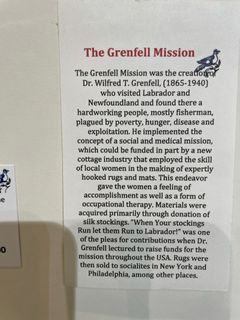 The Grenfell Mission
The Grenfell Mission was the creation of
Dr. Wilfred T. Grenfell, (1865-1940)
who visited Labrador and
Newfoundland and found there a
hardworking people, mostly fisherman,
plagued by poverty, hunger, disease and
exploitation. He implemented the
concept of a social and medical mission,
which could be funded in part by a new
cottage industry that employed the skill
of local women in the making of expertly
hooked rugs and mats. This endeavor
gave the women a feeling of
accomplishment as well as a form of
occupational therapy. Materials were
acquired primarily through donation of
silk stockings. "When Your stockings
Run let them Run to Labrador!" was one
of the pleas for contributions when Dr.
Grenfell lectured to raise funds for the
mission throughout the USA. Rugs were
then sold to socialites in New York and
Philadelphia, among other places.